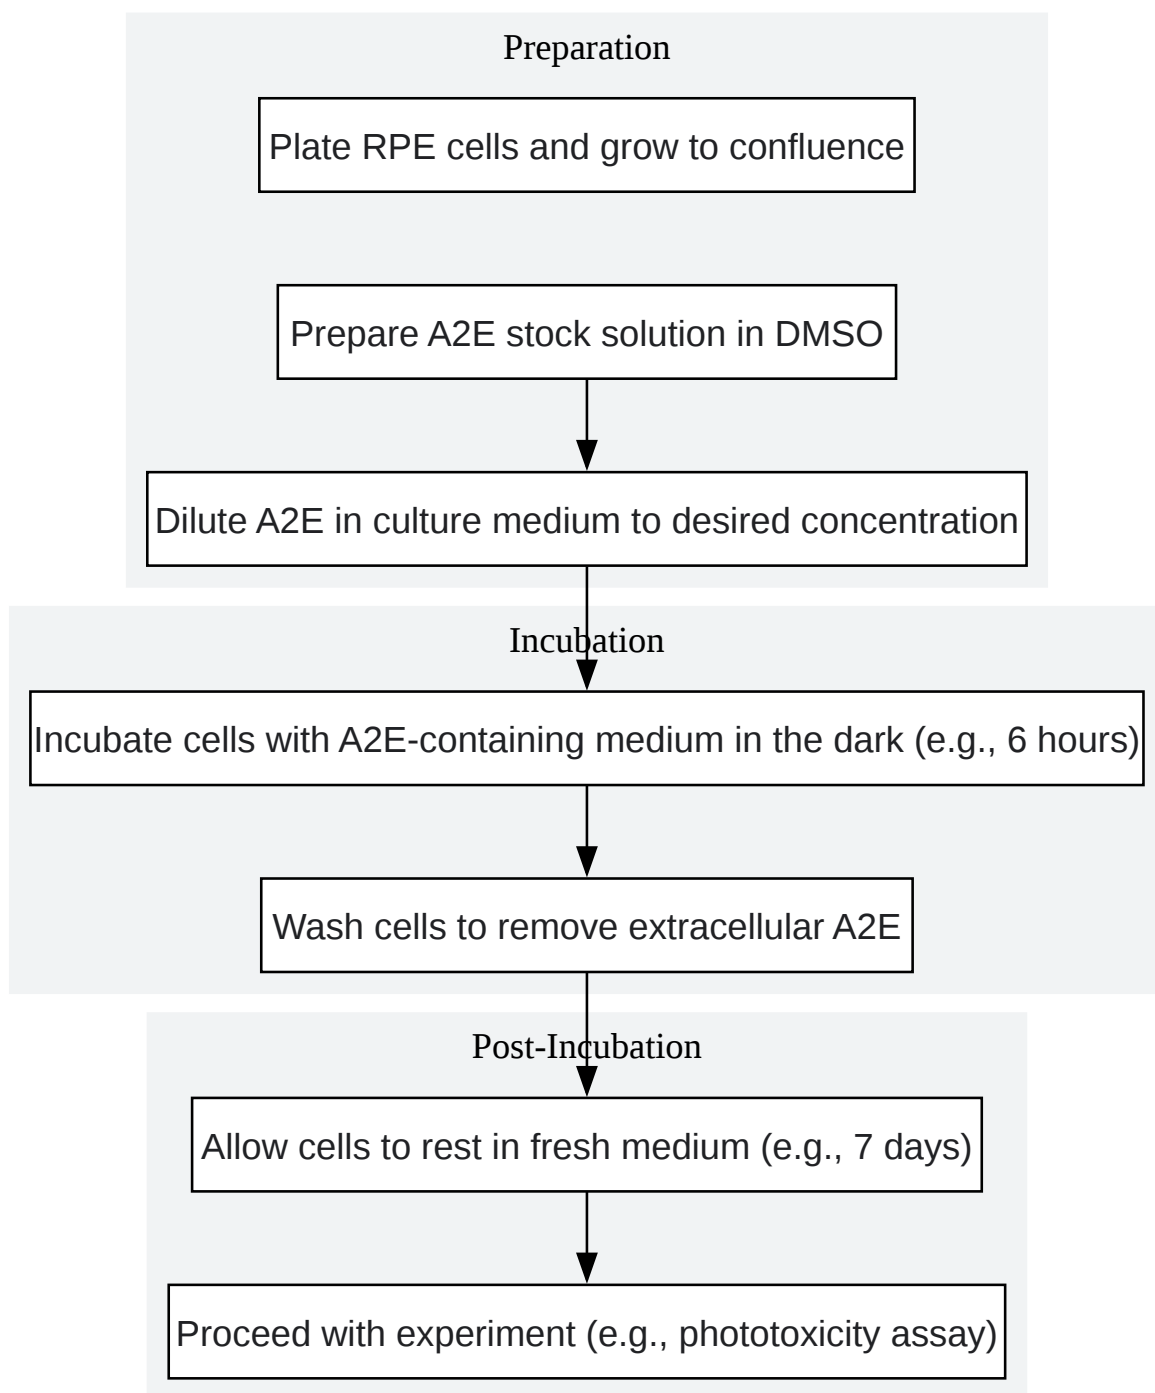 Preparation
Plate RPE cells and grow to confluence
Prepare A2E stock solution in DMSO
Dilute A2E in culture medium to desired concentration
Incubation
Incubate cells with A2E-containing medium in the dark (e.g., 6 hours)
Wash cells to remove extracellular A2E
Post-Incubation
Allow cells to rest in fresh medium (e.g., 7 days)
Proceed with experiment (e.g., phototoxicity assay)